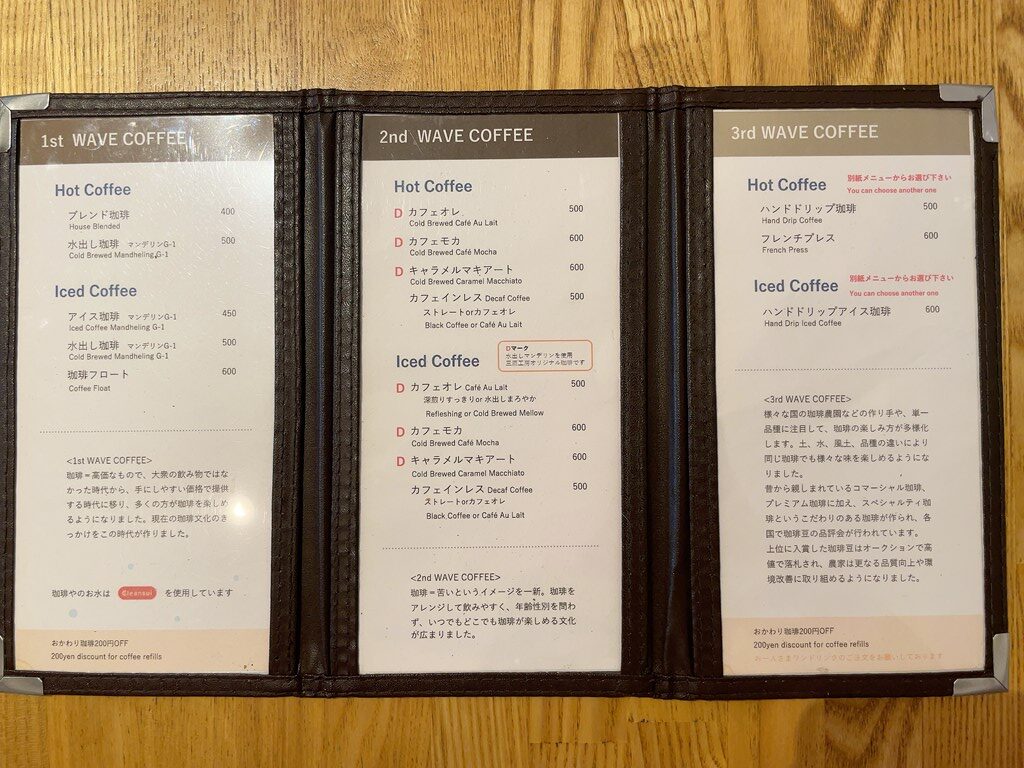 1st WAVE COFFEE
Hot Coffee
ブレンド珈琲 400
House Blended
水出し珈琲 マンデリンG-1 500
Cold Brewed Mandheling G-1
Iced Coffee
アイス珈琲 マンデリンG-1 450
Iced Coffee Mandheling G-1
水出し珈琲 マンデリンG-1 500
Cold Brewed Mandheling G-1
珈琲フロート 600
Coffee Float
<1st WAVE COFFEE>
珈琲=高価なもので、大衆の飲み物ではな
かった時代から、手にしやすい価格で提供
する時代に移り、多くの方が珈琲を楽しめ
るようになりました。現在の珈琲文化のき
っかけをこの時代が作りました。
珈琲やのお水は Cleansui を使用しています
おかわり珈琲200円OFF
200yen discount for coffee refills
2nd WAVE COFFEE
Hot Coffee
D カフェオレ 500
Cold Brewed Café Au Lait
D カフェモカ 600
Cold Brewed Café Mocha
D キャラメルマキアート 600
Cold Brewed Caramel Macchiato
カフェインレス Decaf Coffee 500
ストレートorカフェオレ
Black Coffee or Café Au Lait
Iced Coffee
Dマーク
水出しマンデリンを使用
三河工房オリジナル珈琲です
D カフェオレ Café Au Lait 500
深煎りすっきりor 水出しまろやか
Refleshing or Cold Brewed Mellow
D カフェモカ 600
Cold Brewed Café Mocha
D キャラメルマキアート 600
Cold Brewed Caramel Macchiato
カフェインレス Decaf Coffee 500
ストレートorカフェオレ
Black Coffee or Café Au Lait
<2nd WAVE COFFEE>
珈琲=苦いというイメージを一新。珈琲を
アレンジして飲みやすく、年齢性別を問わ
ず、いつでもどこでも珈琲が楽しめる文化
が広まりました。
3rd WAVE COFFEE
Hot Coffee 別紙メニューからお選び下さい
You can choose another one
ハンドドリップ珈琲 500
Hand Drip Coffee
フレンチプレス 600
French Press
Iced Coffee 別紙メニューからお選び下さい
You can choose another one
ハンドドリップアイス珈琲 600
Hand Drip Iced Coffee
<3rd WAVE COFFEE>
様々な国の珈琲農園などの作り手や、単一
品種に注目して、珈琲の楽しみ方が多様化
します。土、水、風土、品種の違いにより
同じ珈琲でも様々な味を楽しめるようにな
りました。
昔から親しまれているコマーシャル珈琲、
プレミアム珈琲に加え、スペシャルティ珈
琲というこだわりのある珈琲が作られ、各
国で珈琲豆の品評会が行われています。
上位に入賞した珈琲豆はオークションで高
値で落札され、農家は更なる品質向上や環
境改善に取り組めるようになりました。
おかわり珈琲200円OFF
200yen discount for coffee refills
お一人さまワンドリンクのご注文をお願いしております